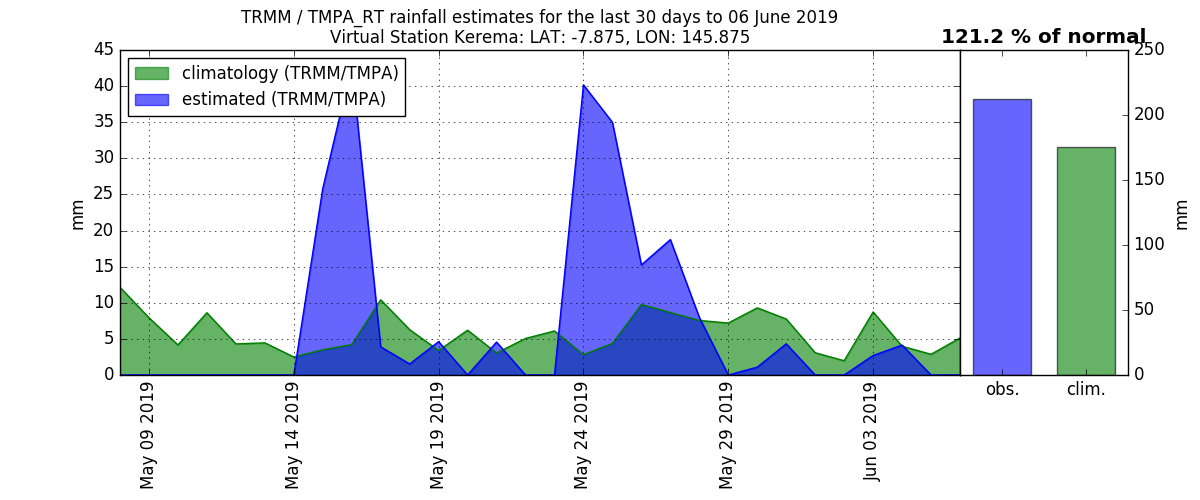 TRMM / TMPA_RT rainfall estimates for the last 30 days to 06 June 2019
Virtual Station Kerema: LAT: -7.875, LON: 145.875
121.2 % of normal
climatology (TRMM/TMPA)
estimated (TRMM/TMPA)
mm
45
40
35
30
25
20
15
10
5
0
May 09 2019
May 14 2019
May 19 2019
May 24 2019
May 29 2019
Jun 03 2019
250
200
150
100
50
0
mm
obs.
clim.